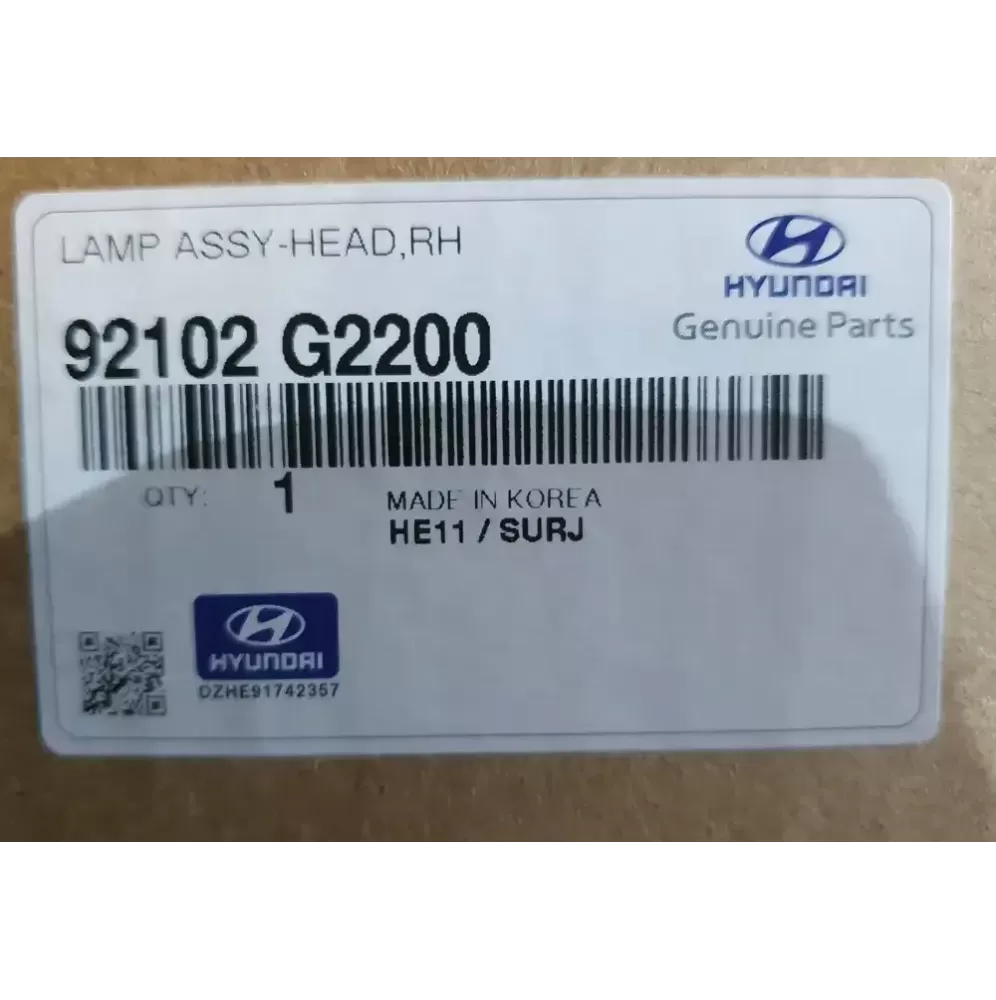 LAMP ASSY-HEAD,RH
HYUNDAI
Genuine Parts
92102 G2200
QTY: 1
MADE IN KOREA
HE11 / SURJ
HYUNDAI
DZHE91742357